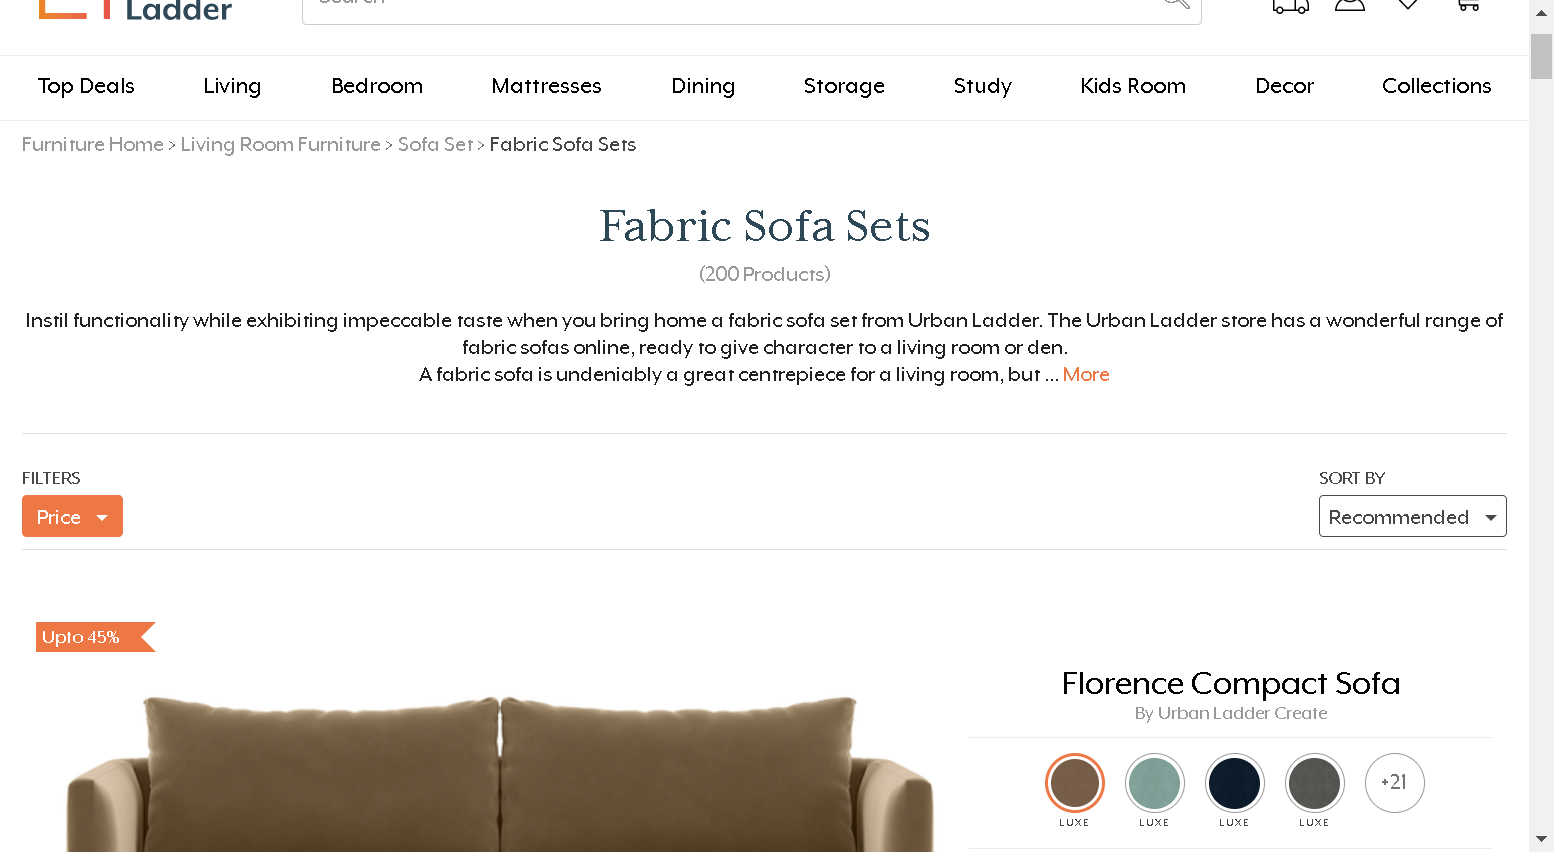 Ladder
Top Deals Living Bedroom Mattresses Dining Storage Study Kids Room Decor Collections
Furniture Home > Living Room Furniture > Sofa Set > Fabric Sofa Sets
Fabric Sofa Sets
(200 Products)
Instil functionality while exhibiting impeccable taste when you bring home a fabric sofa set from Urban Ladder. The Urban Ladder store has a wonderful range of
fabric sofas online, ready to give character to a living room or den.
A fabric sofa is undeniably a great centrepiece for a living room, but ... More
FILTERS
Price
SORT BY
Recommended
Upto 45%
Florence Compact Sofa
By Urban Ladder Create
+21
LUXE LUXE LUXE LUXE